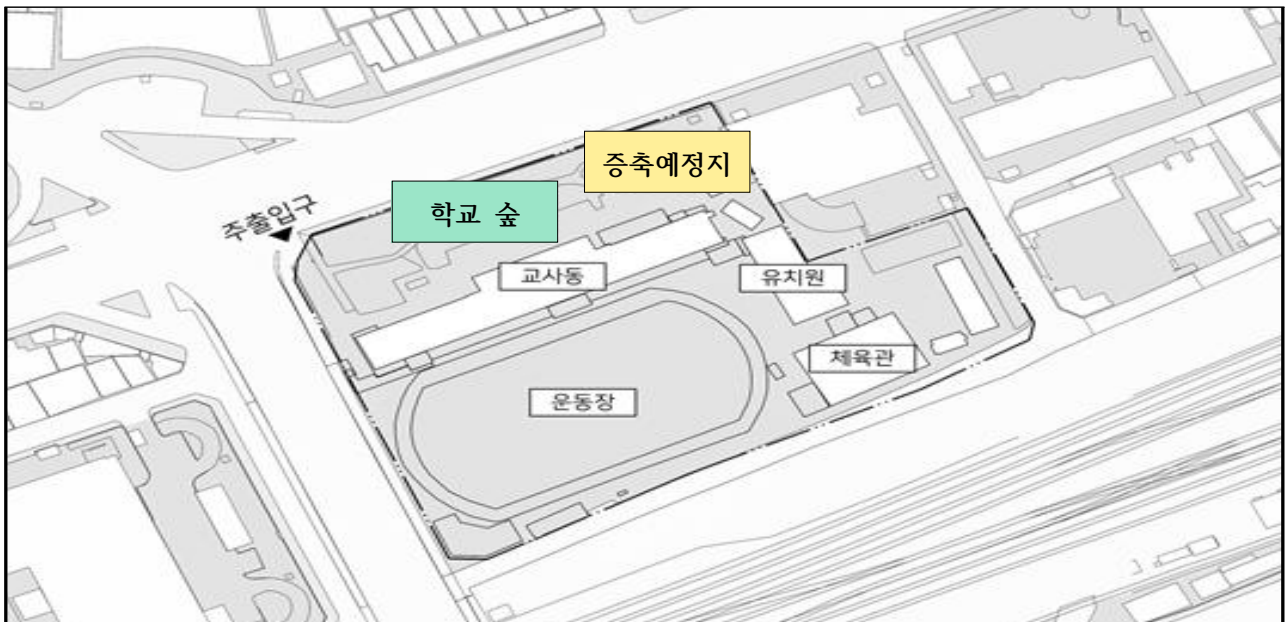 증축예정지
학교 숲
주출입구
교사동
유치원
체육관
운동장